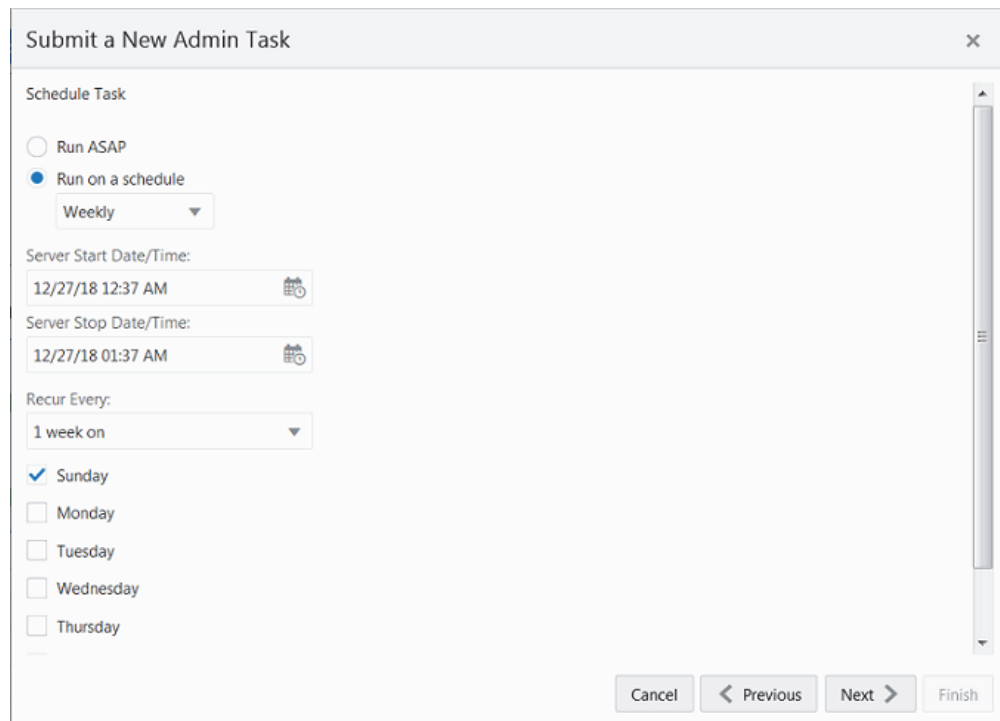 Submit a New Admin Task
Schedule Task
Run ASAP
Run on a schedule
Weekly
Server Start Date/Time:
12/27/18 12:37 AM
Server Stop Date/Time:
12/27/18 01:37 AM
Recur Every:
1 week on
Sunday
Monday
Tuesday
Wednesday
Thursday
Cancel Previous Next Finish